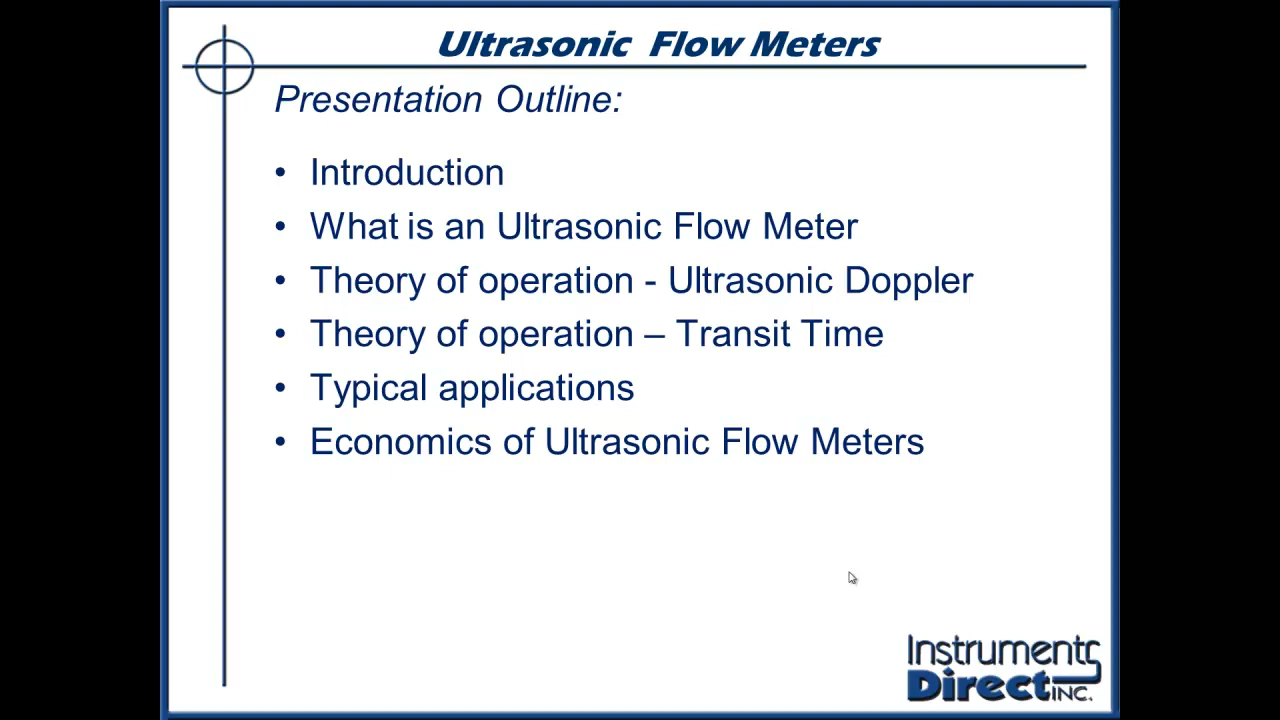 Ultrasonic Flow Meters
Presentation Outline:
• Introduction
• What is an Ultrasonic Flow Meter
• Theory of operation - Ultrasonic Doppler
• Theory of operation – Transit Time
• Typical applications
• Economics of Ultrasonic Flow Meters
Instruments
Direct INC.